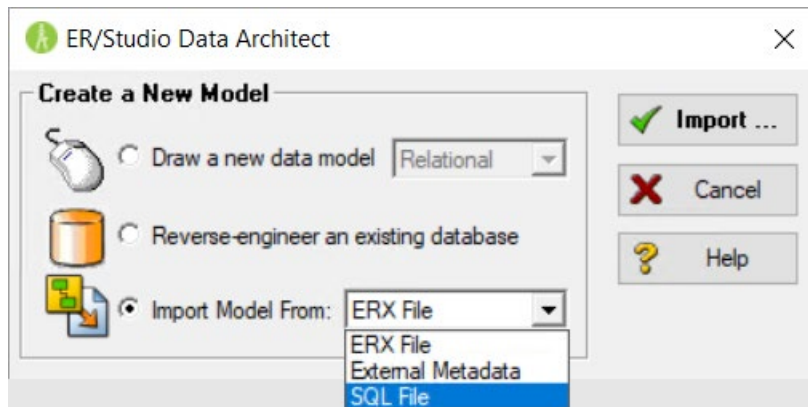 ER/Studio Data Architect
Create a New Model
Import ...
Draw a new data model Relational
Cancel
Reverse-engineer an existing database
Help
Import Model From: ERX File
ERX File
External Metadata
SQL File